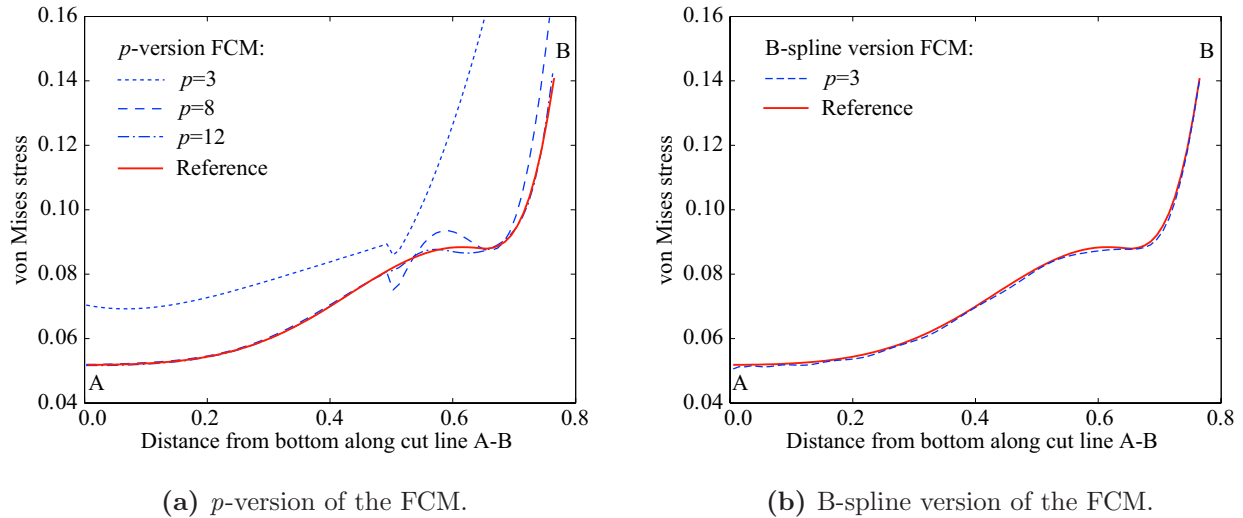 0.16
0.14
0.12
0.10
0.08
0.06
0.04
von Mises stress
p-version FCM:
p=3
p=8
p=12
Reference
B
A
0.0 0.2 0.4 0.6 0.8
Distance from bottom along cut line A-B
(a) p-version of the FCM.
0.16
0.14
0.12
0.10
0.08
0.06
0.04
von Mises stress
B-spline version FCM:
p=3
Reference
B
A
0.0 0.2 0.4 0.6 0.8
Distance from bottom along cut line A-B
(b) B-spline version of the FCM.